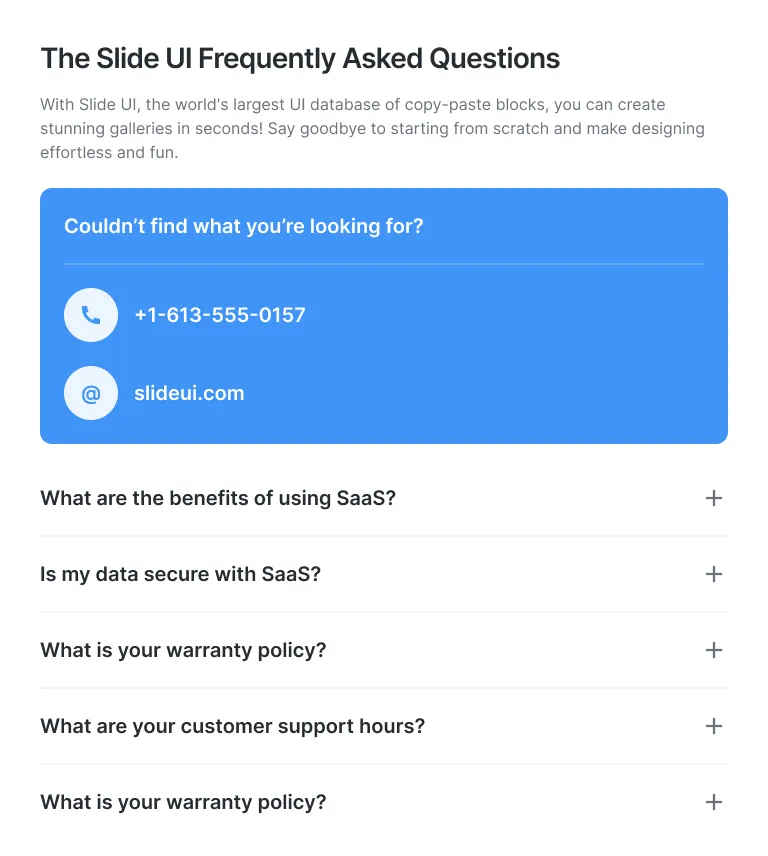 The Slide UI Frequently Asked Questions
With Slide UI, the world's largest UI database of copy-paste blocks, you can create
stunning galleries in seconds! Say goodbye to starting from scratch and make designing
effortless and fun.
Couldn’t find what you’re looking for?
+1-613-555-0157
@ slideui.com
What are the benefits of using SaaS?
Is my data secure with SaaS?
What is your warranty policy?
What are your customer support hours?
What is your warranty policy?